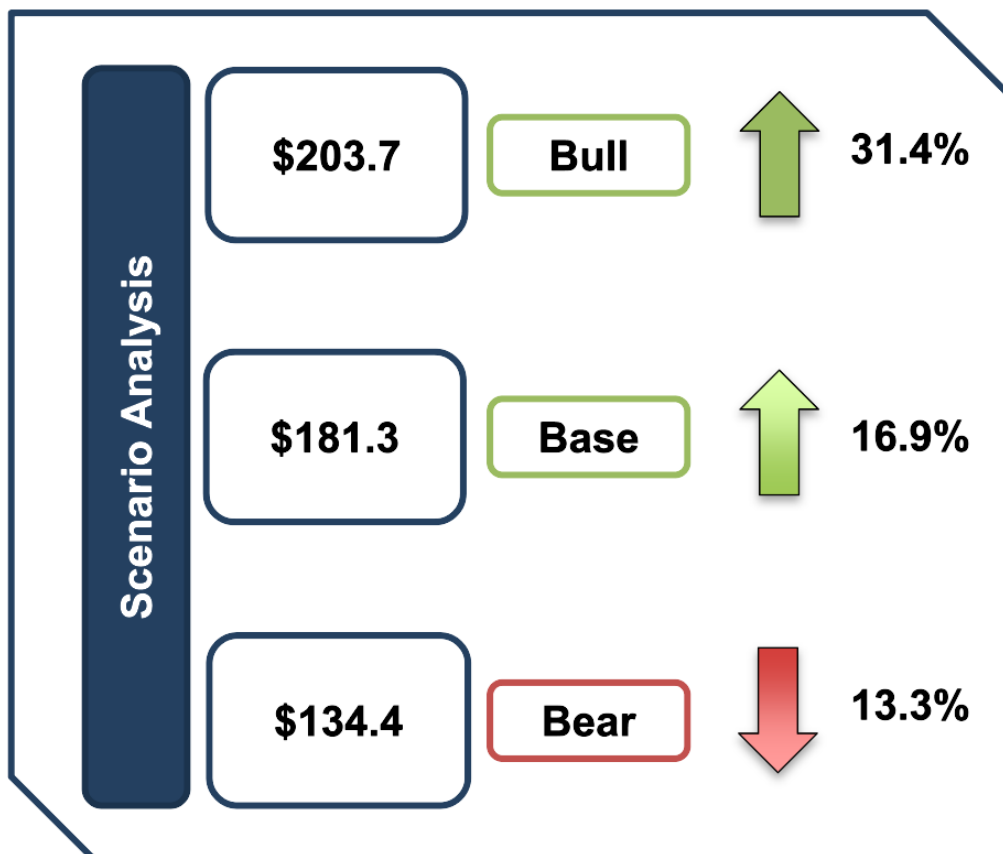 Scenario Analysis
$203.7
Bull
31.4%
$181.3
Base
16.9%
$134.4
Bear
13.3%